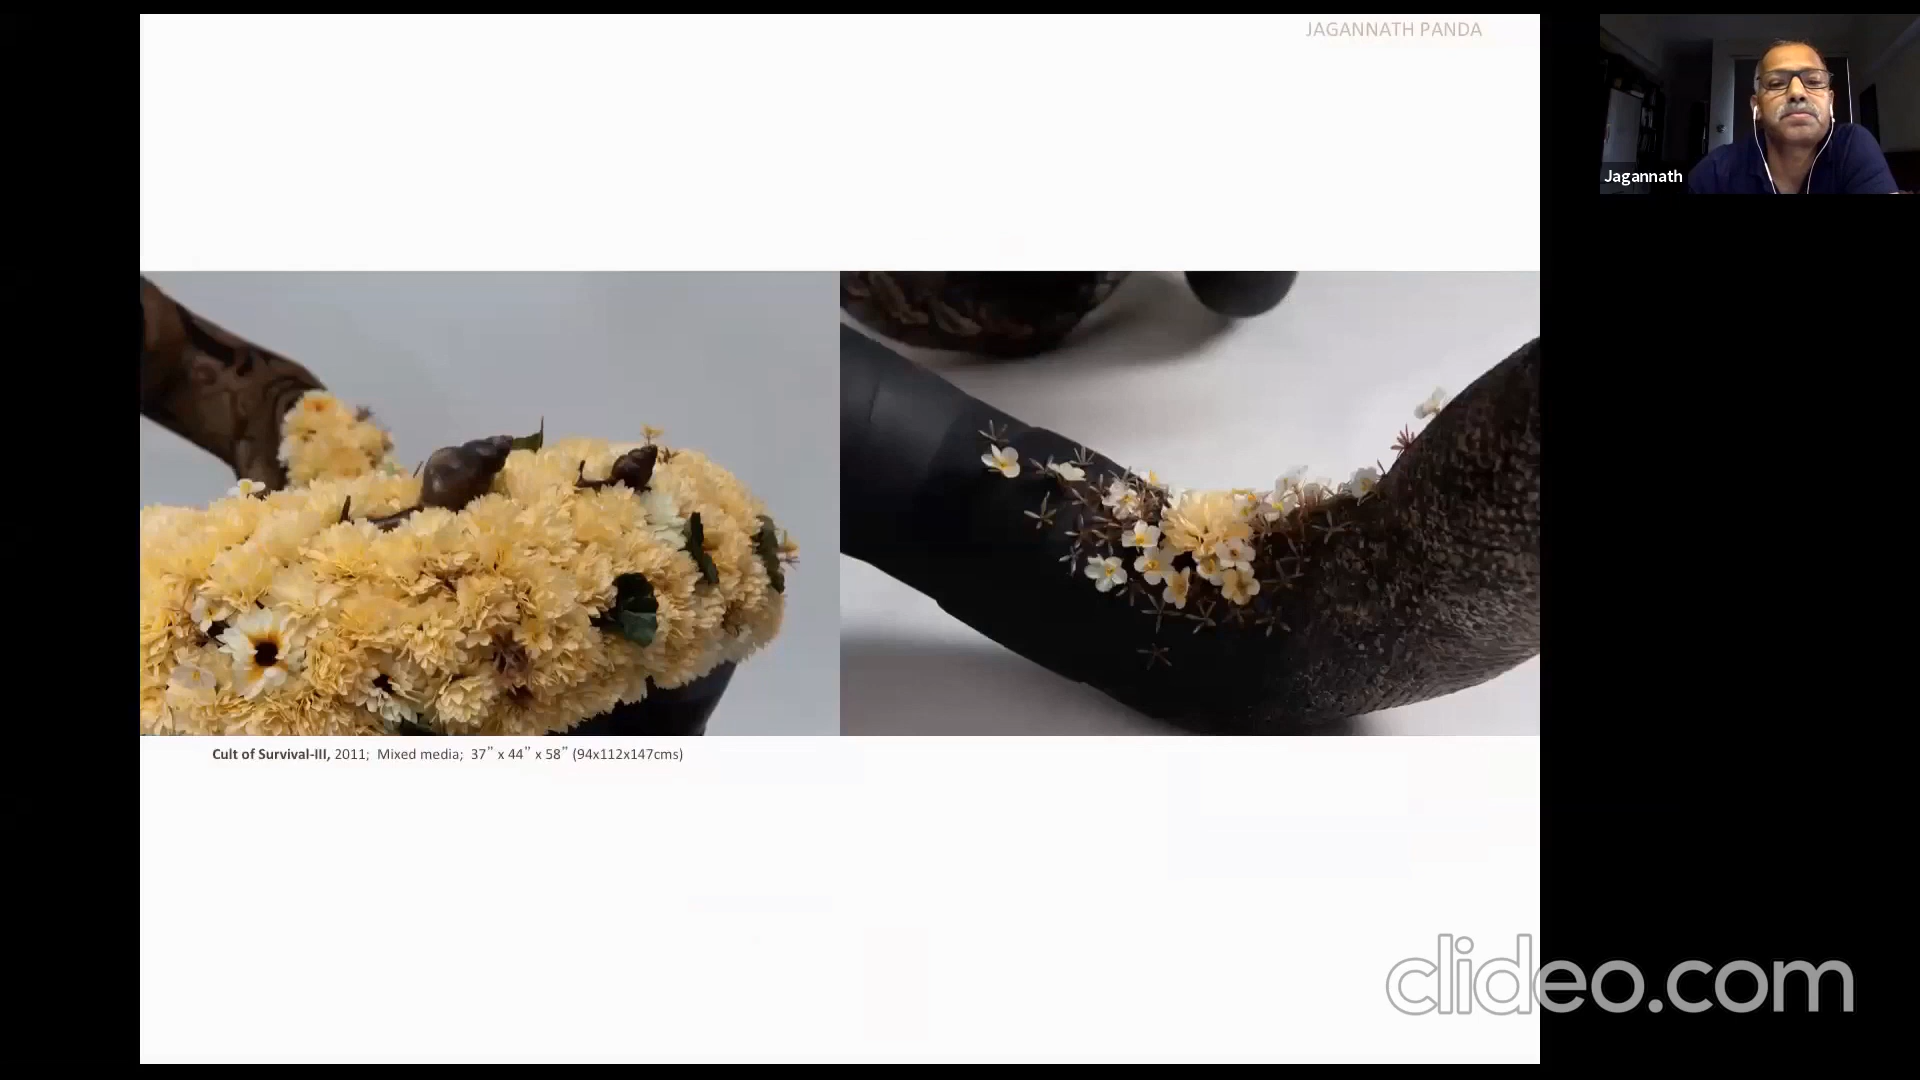 JAGANNATH PANDA
Jagannath
Cult of Survival-III, 2011; Mixed media; 37” x 44” x 58” (94x112x147cms)
clideo.com